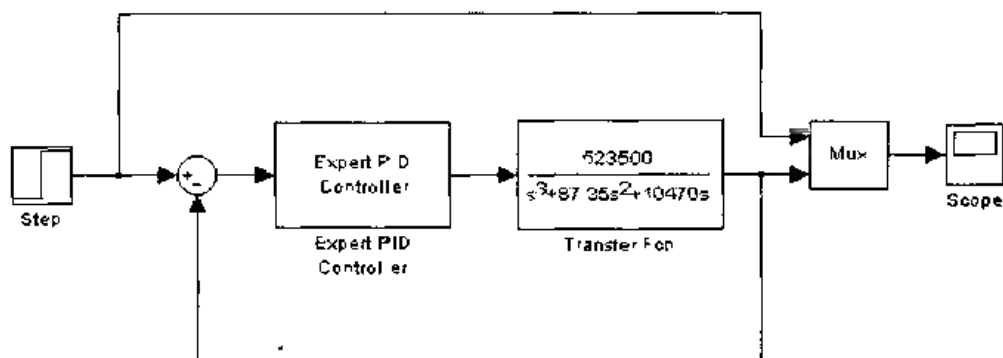 Step
+
-
Expert PID
Controller
Expert PID
Controller
523500
s3+87.35s2+10470s
Transfer Fcn
Mux
Scope